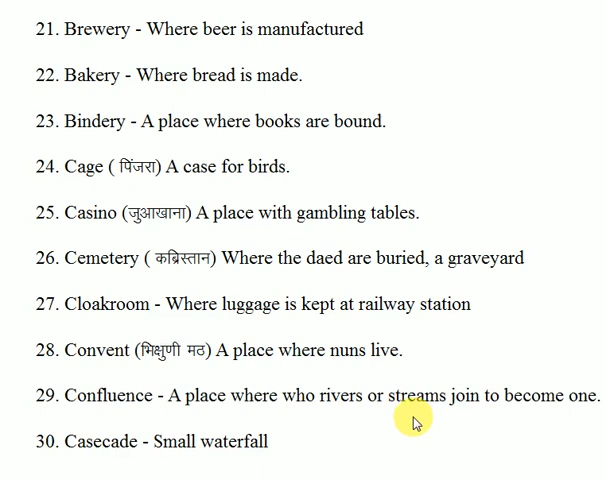 21. Brewery - Where beer is manufactured
22. Bakery - Where bread is made.
23. Bindery - A place where books are bound.
24. Cage ( पिंजरा) A case for birds.
25. Casino (जुआखाना) A place with gambling tables.
26. Cemetery ( कब्रिस्तान) Where the daed are buried, a graveyard
27. Cloakroom - Where luggage is kept at railway station
28. Convent (भिक्षुणी मठ) A place where nuns live.
29. Confluence - A place where who rivers or streams join to become one.
30. Casecade - Small waterfall